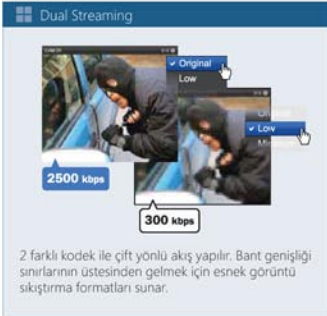 Dual Streaming
Original
Low
Low
2500 kbps
300 kbps
2 farklı kodek ile çift yönlü akış yapılır. Bant genişliği
sınırlarının üstesinden gelmek için esnek görüntü
sıkıştırma formatları sunar.